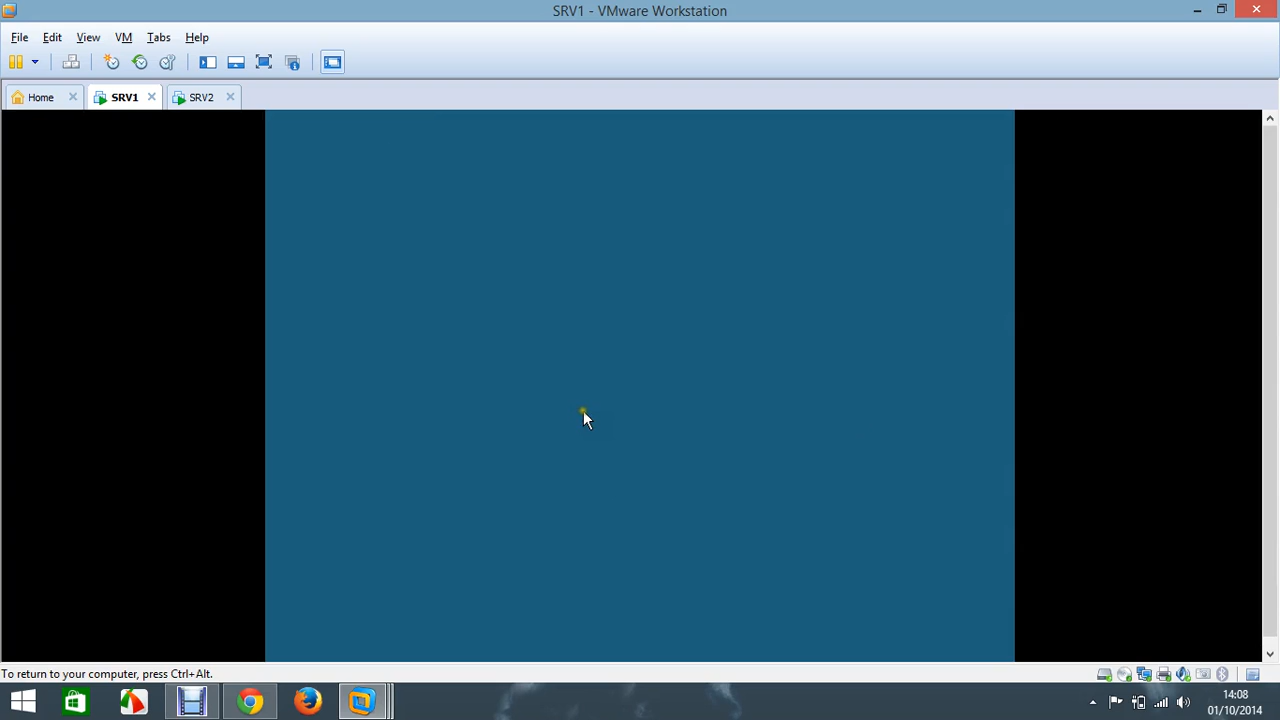 SRV1 - VMware Workstation
File Edit View VM Tabs Help
Home SRV1 SRV2
To return to your computer, press Ctrl+Alt.
14:08
01/10/2014